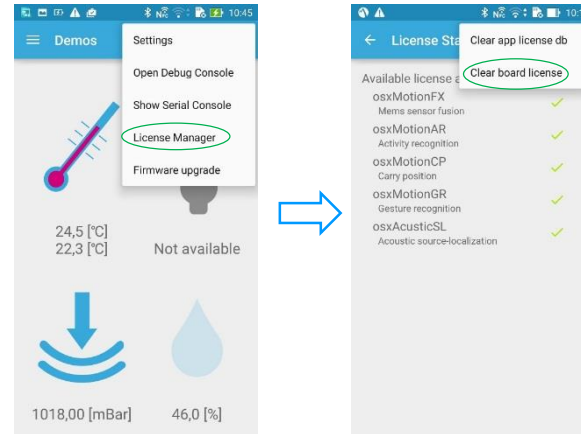 10:45
Demos
Settings
Open Debug Console
Show Serial Console
License Manager
Firmware upgrade
24,5 [℃]
22,3 [℃]
Not available
1018,00 [mBar]
46,0 [%]
License Sta
Clear app license db
Clear board license
Available license a
osxMotionFX
Mems sensor fusion
osxMotionAR
Activity recognition
osxMotionCP
Carry position
osxMotionGR
Gesture recognition
osxAcusticSL
Acoustic source-localization